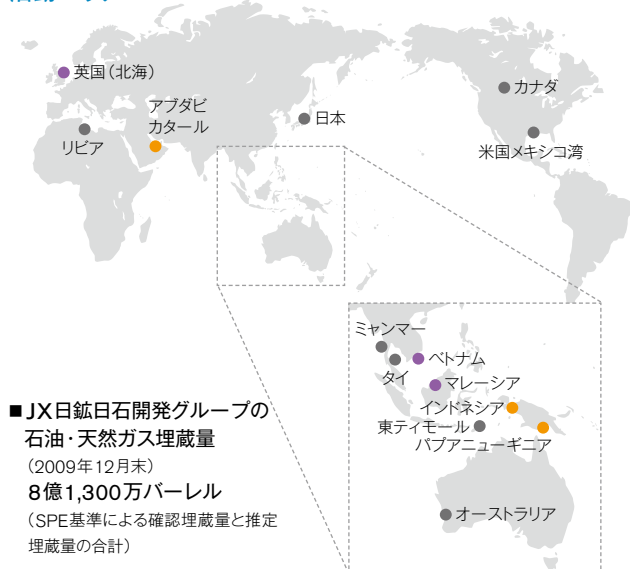 英国（北海）
アブダビ
カタール
リビア
日本
カナダ
米国メキシコ湾
ミャンマー
タイ
ベトナム
マレーシア
インドネシア
東ティモール
パプアニューギニア
オーストラリア
■JX日鉱日石開発グループの
石油・天然ガス埋蔵量
（2009年12月末）
8億1,300万バーレル
（SPE基準による確認埋蔵量と推定
埋蔵量の合計）